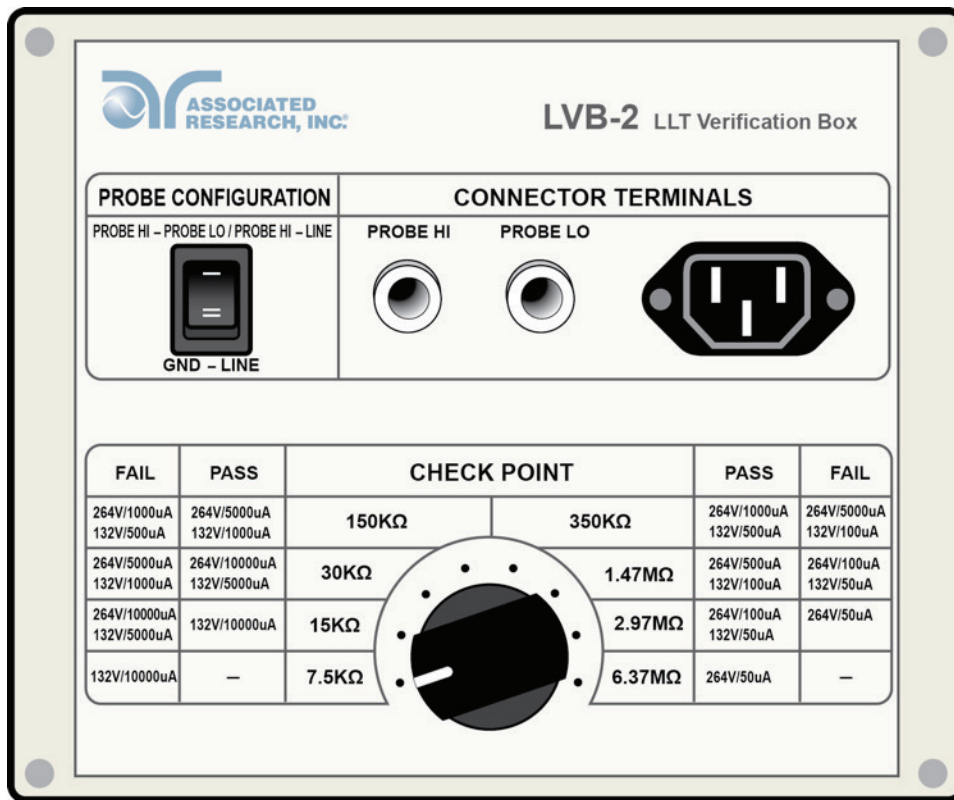 ASSOCIATED
RESEARCH, INC.®
LVB-2 LLT Verification Box
PROBE CONFIGURATION
CONNECTOR TERMINALS
PROBE HI – PROBE LO / PROBE HI – LINE
PROBE HI
PROBE LO
GND – LINE
FAIL PASS CHECK POINT PASS FAIL
264V/1000uA 264V/5000uA 150KΩ 350KΩ 264V/1000uA 264V/5000uA
132V/500uA 132V/1000uA 132V/500uA 132V/100uA
264V/5000uA 264V/10000uA 30KΩ 1.47MΩ 264V/500uA 264V/100uA
132V/1000uA 132V/5000uA 132V/100uA 132V/50uA
264V/10000uA 132V/10000uA 15KΩ 2.97MΩ 264V/100uA 264V/50uA
132V/5000uA 132V/50uA
132V/10000uA – 7.5KΩ 6.37MΩ 264V/50uA –